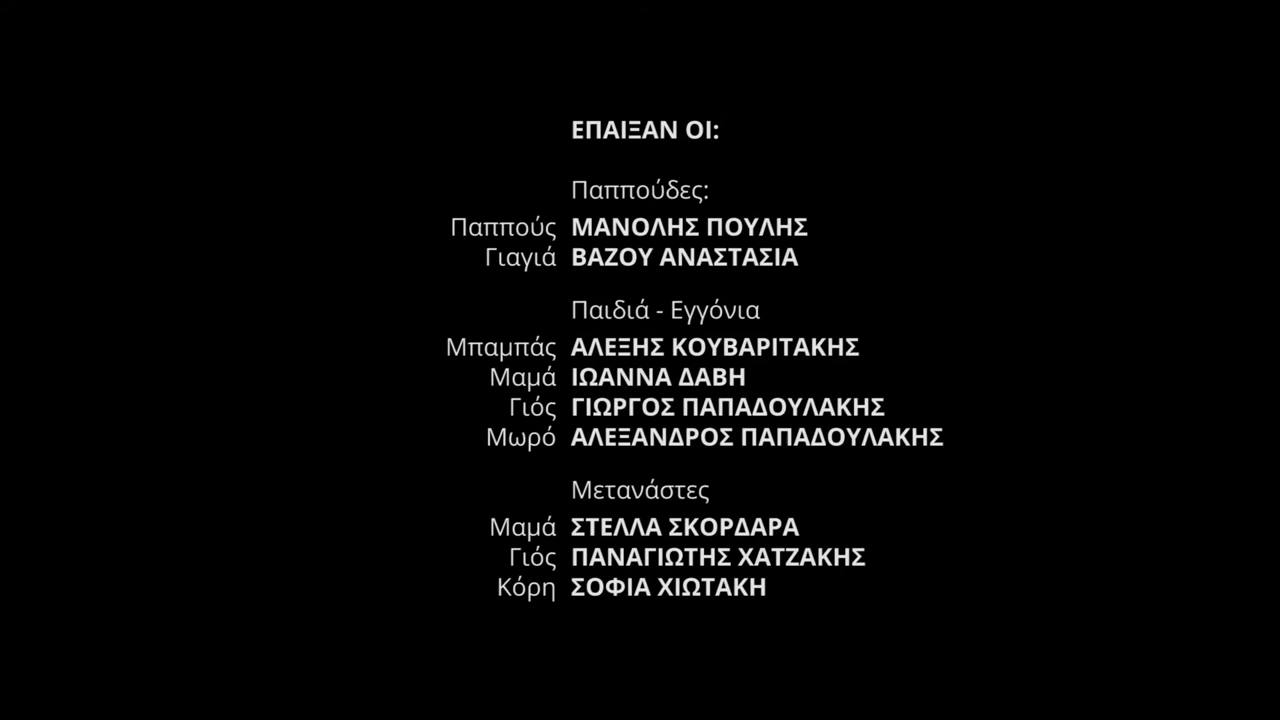 ΕΠΑΙΞΑΝ ΟΙ:
Παππούδες:
Παππούς ΜΑΝΟΛΗΣ ΠΟΥΛΗΣ
Γιαγιά ΒΑΖΟΥ ΑΝΑΣΤΑΣΙΑ
Παιδιά - Εγγόνια
Μπαμπάς ΑΛΕΞΗΣ ΚΟΥΒΑΡΙΤΑΚΗΣ
Μαμά ΙΩΑΝΝΑ ΔΑΒΗ
Γιός ΓΙΩΡΓΟΣ ΠΑΠΑΔΟΥΛΑΚΗΣ
Μωρό ΑΛΕΞΑΝΔΡΟΣ ΠΑΠΑΔΟΥΛΑΚΗΣ
Μετανάστες
Μαμά ΣΤΕΛΛΑ ΣΚΟΡΔΑΡΑ
Γιός ΠΑΝΑΓΙΩΤΗΣ ΧΑΤΖΑΚΗΣ
Κόρη ΣΟΦΙΑ ΧΙΩΤΑΚΗ